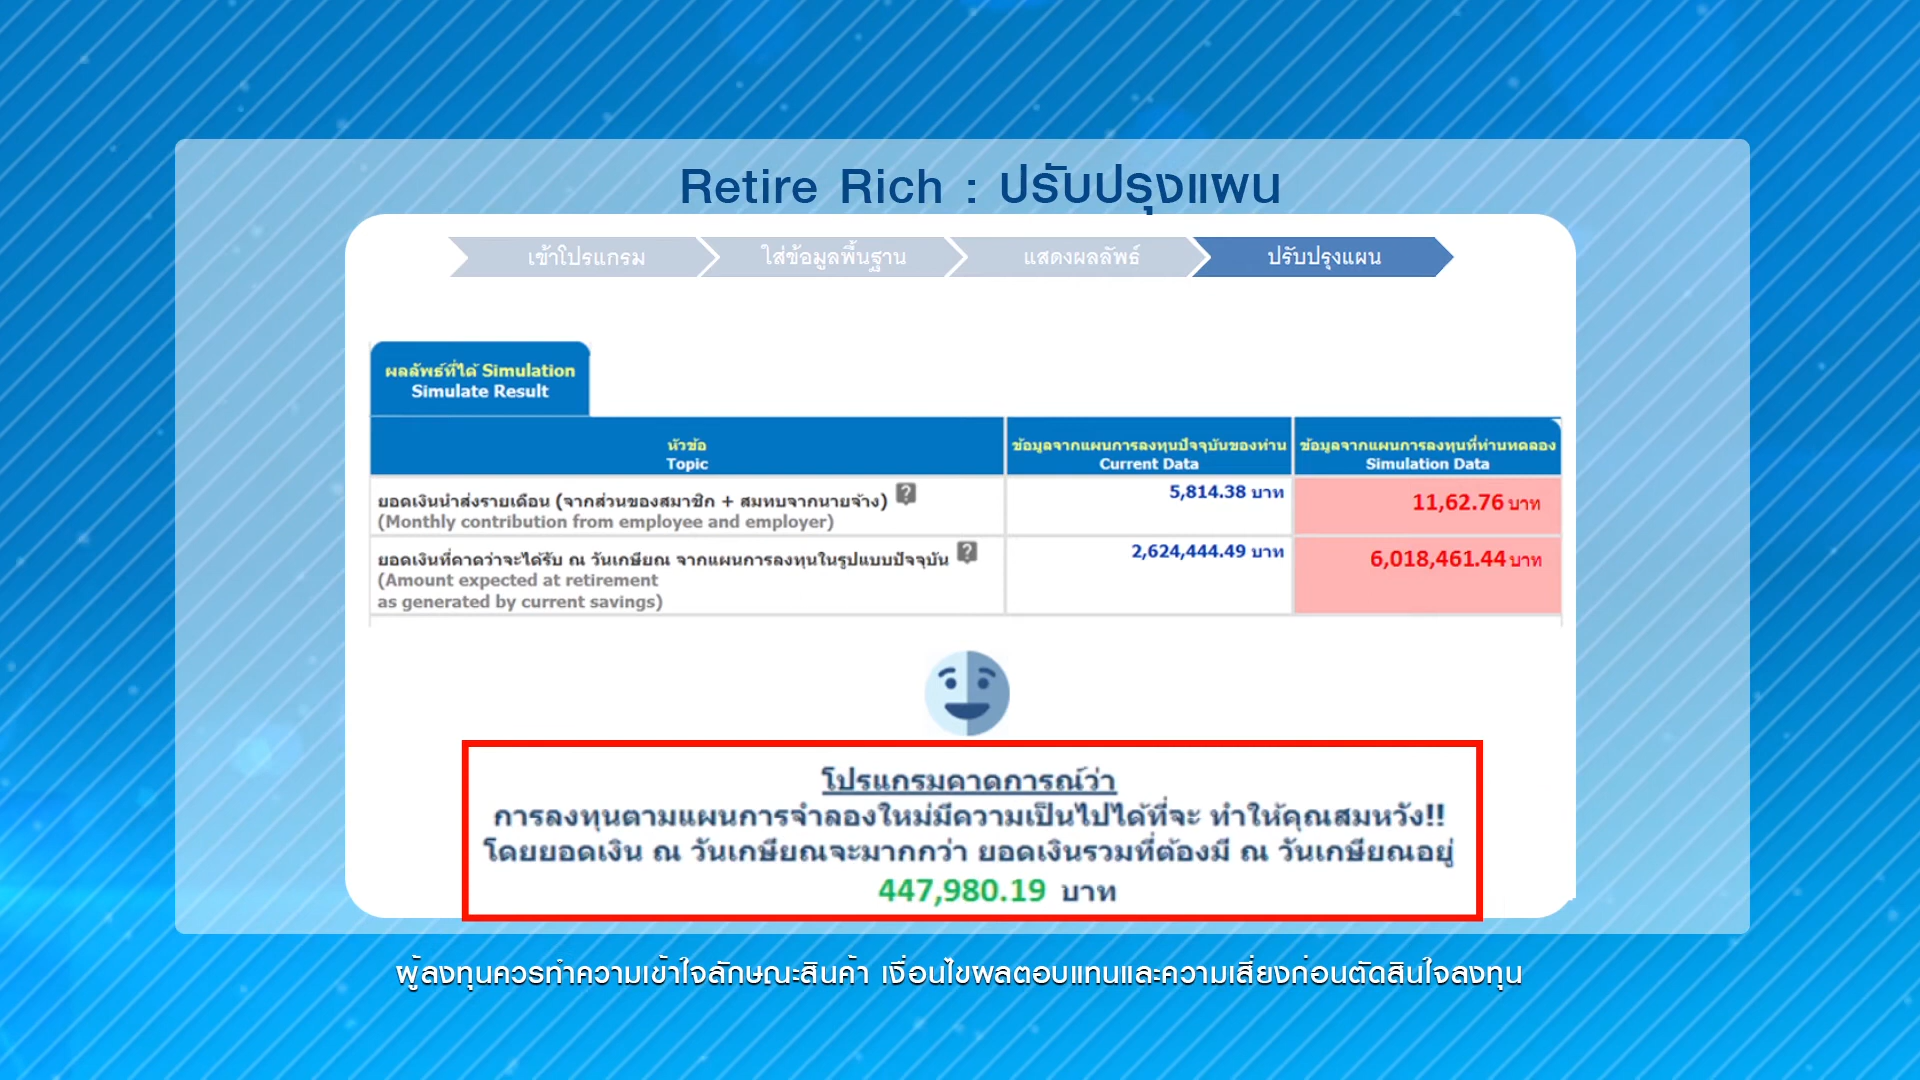 Retire Rich : ปรับปรุงแผน
เข้าโปรแกรม
ใส่ข้อมูลพื้นฐาน
แสดงผลลัพธ์
ปรับปรุงแผน
ผลลัพธ์ที่ได้ Simulation
Simulate Result
หัวข้อ
Topic
ข้อมูลจากแผนการลงทุนปัจจุบันของท่าน
Current Data
ข้อมูลจากแผนการลงทุนที่ท่านทดลอง
Simulation Data
ยอดเงินนำส่งรายเดือน (จากส่วนของสมาชิก + สมทบจากนายจ้าง) ?
(Monthly contribution from employee and employer)
5,814.38 บาท
11,62.76 บาท
ยอดเงินที่คาดว่าจะได้รับ ณ วันเกษียณ จากแผนการลงทุนในรูปแบบปัจจุบัน ?
(Amount expected at retirement
as generated by current savings)
2,624,444.49 บาท
6,018,461.44 บาท
โปรแกรมคาดการณ์ว่า
การลงทุนตามแผนการจำลองใหม่มีความเป็นไปได้ที่จะ ทำให้คุณสมหวัง!!
โดยยอดเงิน ณ วันเกษียณจะมากกว่า ยอดเงินรวมที่ต้องมี ณ วันเกษียณอยู่
447,980.19 บาท
ผู้ลงทุนควรทำความเข้าใจลักษณะสินค้า เงื่อนไขผลตอบแทนและความเสี่ยงก่อนตัดสินใจลงทุน